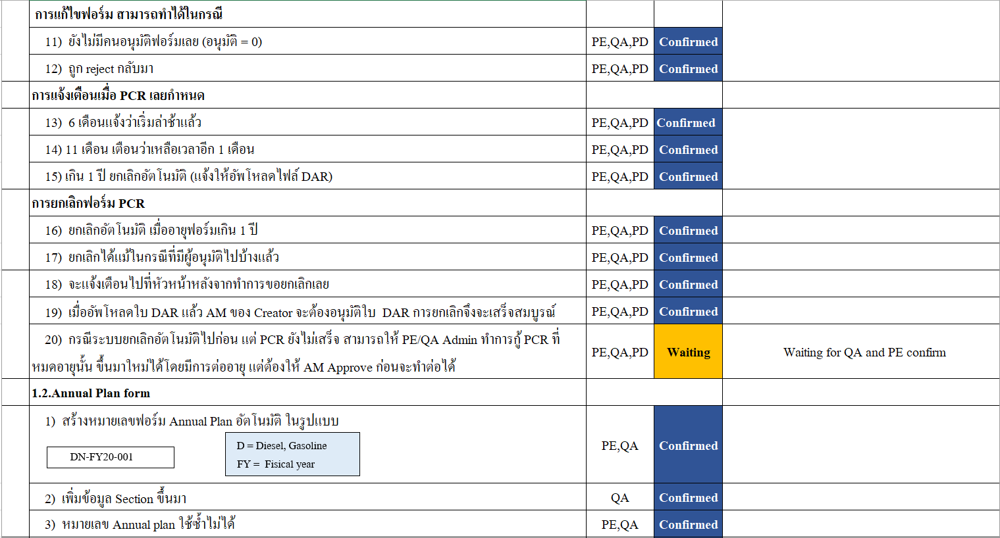 การแก้ไขฟอร์ม สามารถทำได้ในกรณี
11) ยังไม่มีคนอนุมัติฟอร์มเลย (อนุมัติ = 0) PE,QA,PD Confirmed
12) ถูก reject กลับมา PE,QA,PD Confirmed
การแจ้งเตือนเมื่อ PCR เลยกำหนด
13) 6 เดือนแจ้งว่าเริ่มล่าช้าแล้ว PE,QA,PD Confirmed
14) 11 เดือน เตือนว่าเหลือเวลาอีก 1 เดือน PE,QA,PD Confirmed
15) เกิน 1 ปี ยกเลิกอัตโนมัติ (แจ้งให้อัพโหลดไฟล์ DAR) PE,QA,PD Confirmed
การยกเลิกฟอร์ม PCR
16) ยกเลิกอัตโนมัติ เมื่ออายุฟอร์มเกิน 1 ปี PE,QA,PD Confirmed
17) ยกเลิกได้แม้ในกรณีที่มีผู้อนุมัติไปบ้างแล้ว PE,QA,PD Confirmed
18) จะแจ้งเตือนไปที่หัวหน้าหลังจากทำการขอยกเลิกเลย PE,QA,PD Confirmed
19) เมื่ออัพโหลดใบ DAR แล้ว AM ของ Creator จะต้องอนุมัติใบ DAR การยกเลิกจึงจะเสร็จสมบูรณ์ PE,QA,PD Confirmed
20) กรณีระบบยกเลิกอัตโนมัติไปก่อน แต่ PCR ยังไม่เสร็จ สามารถให้ PE/QA Admin ทำการกู้ PCR ที่
หมดอายุนั้น ขึ้นมาใหม่ได้โดยมีการต่ออายุ แต่ต้องให้ AM Approve ก่อนจะทำต่อได้
PE,QA,PD Waiting Waiting for QA and PE confirm
1.2.Annual Plan form
1) สร้างหมายเลขฟอร์ม Annual Plan อัตโนมัติ ในรูปแบบ
DN-FY20-001
D = Diesel, Gasoline
FY = Fisical year
PE,QA Confirmed
2) เพิ่มข้อมูล Section ขึ้นมา QA Confirmed
3) หมายเลข Annual plan ใช้ซ้ำไม่ได้ PE,QA Confirmed